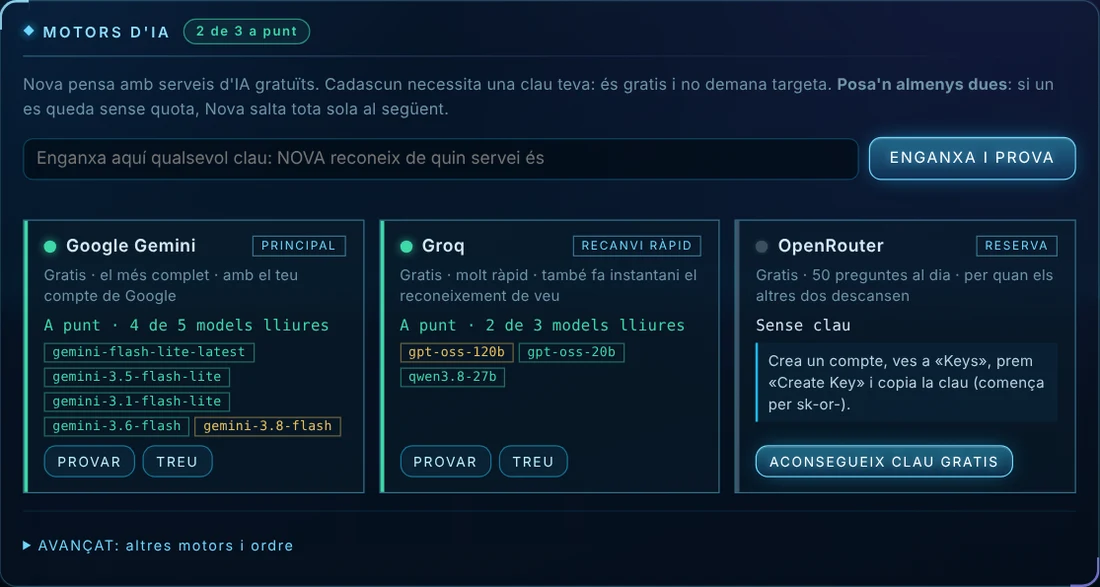 MOTORS D'IA 2 de 3 a punt
Nova pensa amb serveis d'IA gratuïts. Cadascun necessita una clau teva: és gratis i no demana targeta. Posa'n almenys dues: si un
es queda sense quota, Nova salta tota sola al següent.
Enganxa aquí qualsevol clau: NOVA reconeix de quin servei és
ENGANXA I PROVA
Google Gemini PRINCIPAL
Gratis · el més complet · amb el teu
compte de Google
A punt · 4 de 5 models lliures
gemini-flash-lite-latest
gemini-3.5-flash-lite
gemini-3.1-flash-lite
gemini-3.6-flash gemini-3.8-flash
PROVAR TREU
Groq RECANVI RÀPID
Gratis · molt ràpid · també fa instantani el
reconeixement de veu
A punt · 2 de 3 models lliures
gpt-oss-120b gpt-oss-20b
qwen3.8-27b
PROVAR TREU
OpenRouter RESERVA
Gratis · 50 preguntes al dia · per quan els
altres dos descansen
Sense clau
Crea un compte, ves a «Keys», prem
«Create Key» i copia la clau (comença
per sk-or-).
ACONSEGUEIX CLAU GRATIS
AVANÇAT: altres motors i ordre